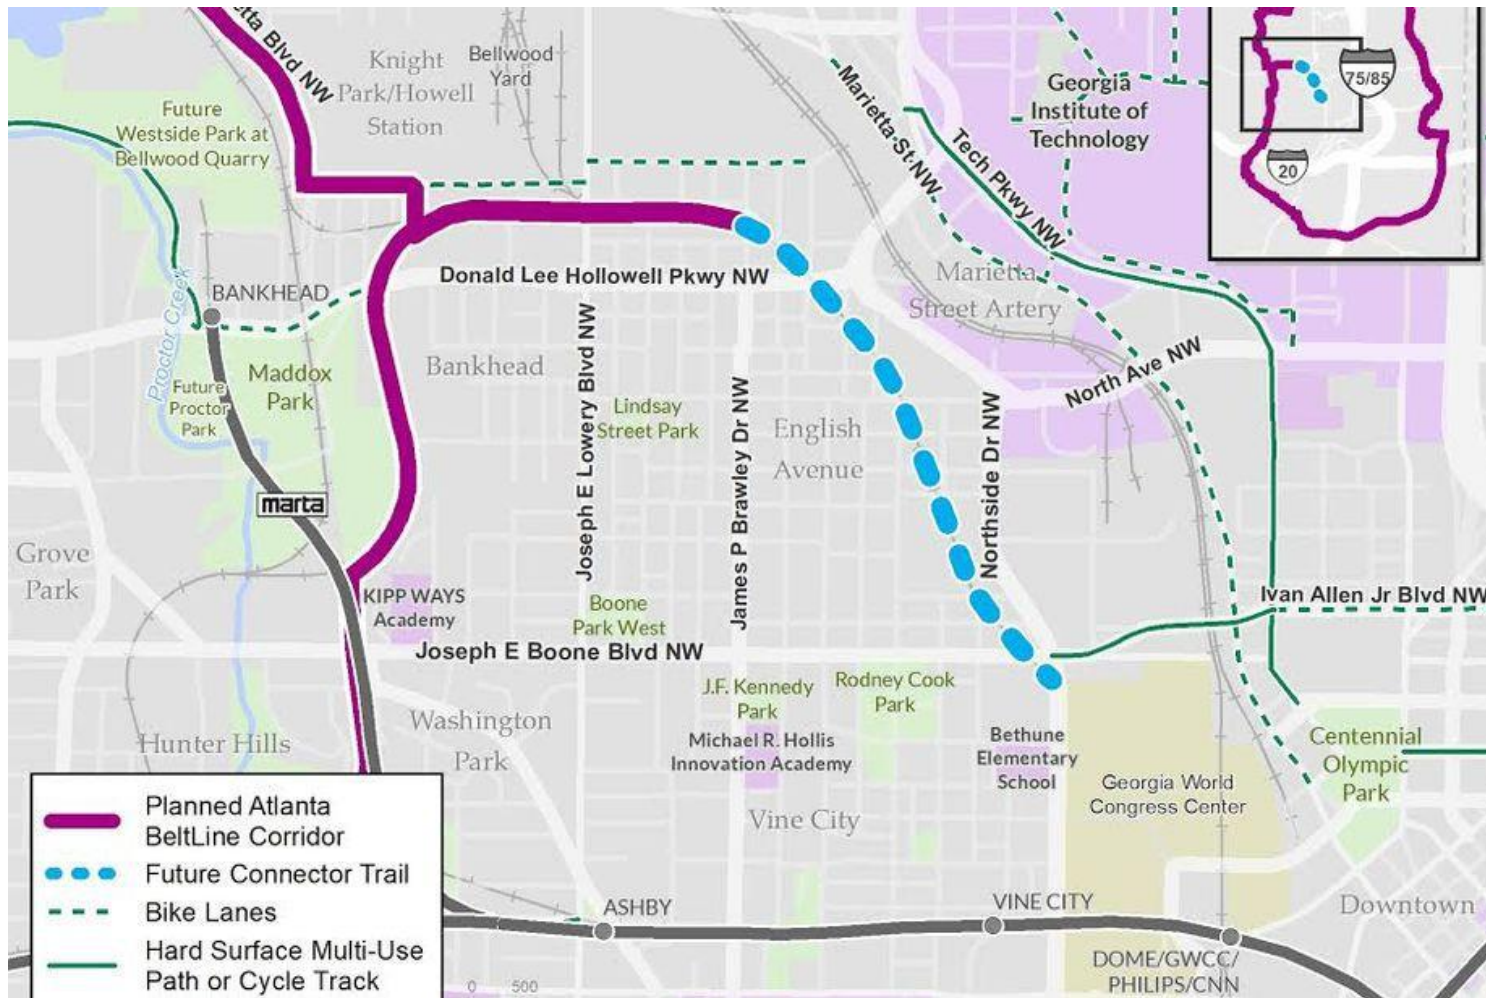 etta Blvd NW
Knight
Park/Howell
Station
Bellwood
Yard
Future
Westside Park at
Bellwood Quarry
Marietta St NW
Tech Pkwy NW
Georgia
Institute of
Technology
75/85
20
Proctor Creek
BANKHEAD
Donald Lee Hollowell Pkwy NW
Marietta
Street Artery
Future
Proctor
Park
Maddox
Park
Bankhead
Joseph E Lowery Blvd NW
Lindsay
Street Park
James P Brawley Dr NW
English
Avenue
Northside Dr NW
North Ave NW
marta
Grove
Park
KIPP WAYS
Academy
Boone
Park West
Ivan Allen Jr Blvd NW
Joseph E Boone Blvd NW
J.F. Kennedy
Park
Rodney Cook
Park
Washington
Park
Hunter Hills
Michael R. Hollis
Innovation Academy
Bethune
Elementary
School
Georgia World
Congress Center
Centennial
Olympic
Park
Vine City
Planned Atlanta
BeltLine Corridor
Future Connector Trail
Bike Lanes
Hard Surface Multi-Use
Path or Cycle Track
ASHBY
VINE CITY
Downtown
DOME/GWCC/
PHILIPS/CNN
0 500